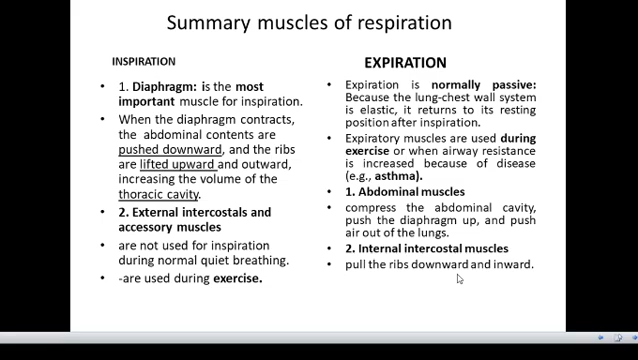 Summary muscles of respiration
INSPIRATION
• 1. Diaphragm: is the most
important muscle for inspiration.
• When the diaphragm contracts,
the abdominal contents are
pushed downward, and the ribs
are lifted upward and outward,
increasing the volume of the
thoracic cavity.
• 2. External intercostals and
accessory muscles
• are not used for inspiration
during normal quiet breathing.
• -are used during exercise.
EXPIRATION
• Expiration is normally passive:
Because the lung-chest wall system
is elastic, it returns to its resting
position after inspiration.
• Expiratory muscles are used during
exercise or when airway resistance
is increased because of disease
(e.g., asthma).
• 1. Abdominal muscles
• compress the abdominal cavity,
push the diaphragm up, and push
air out of the lungs.
• 2. Internal intercostal muscles
• pull the ribs downward and inward.